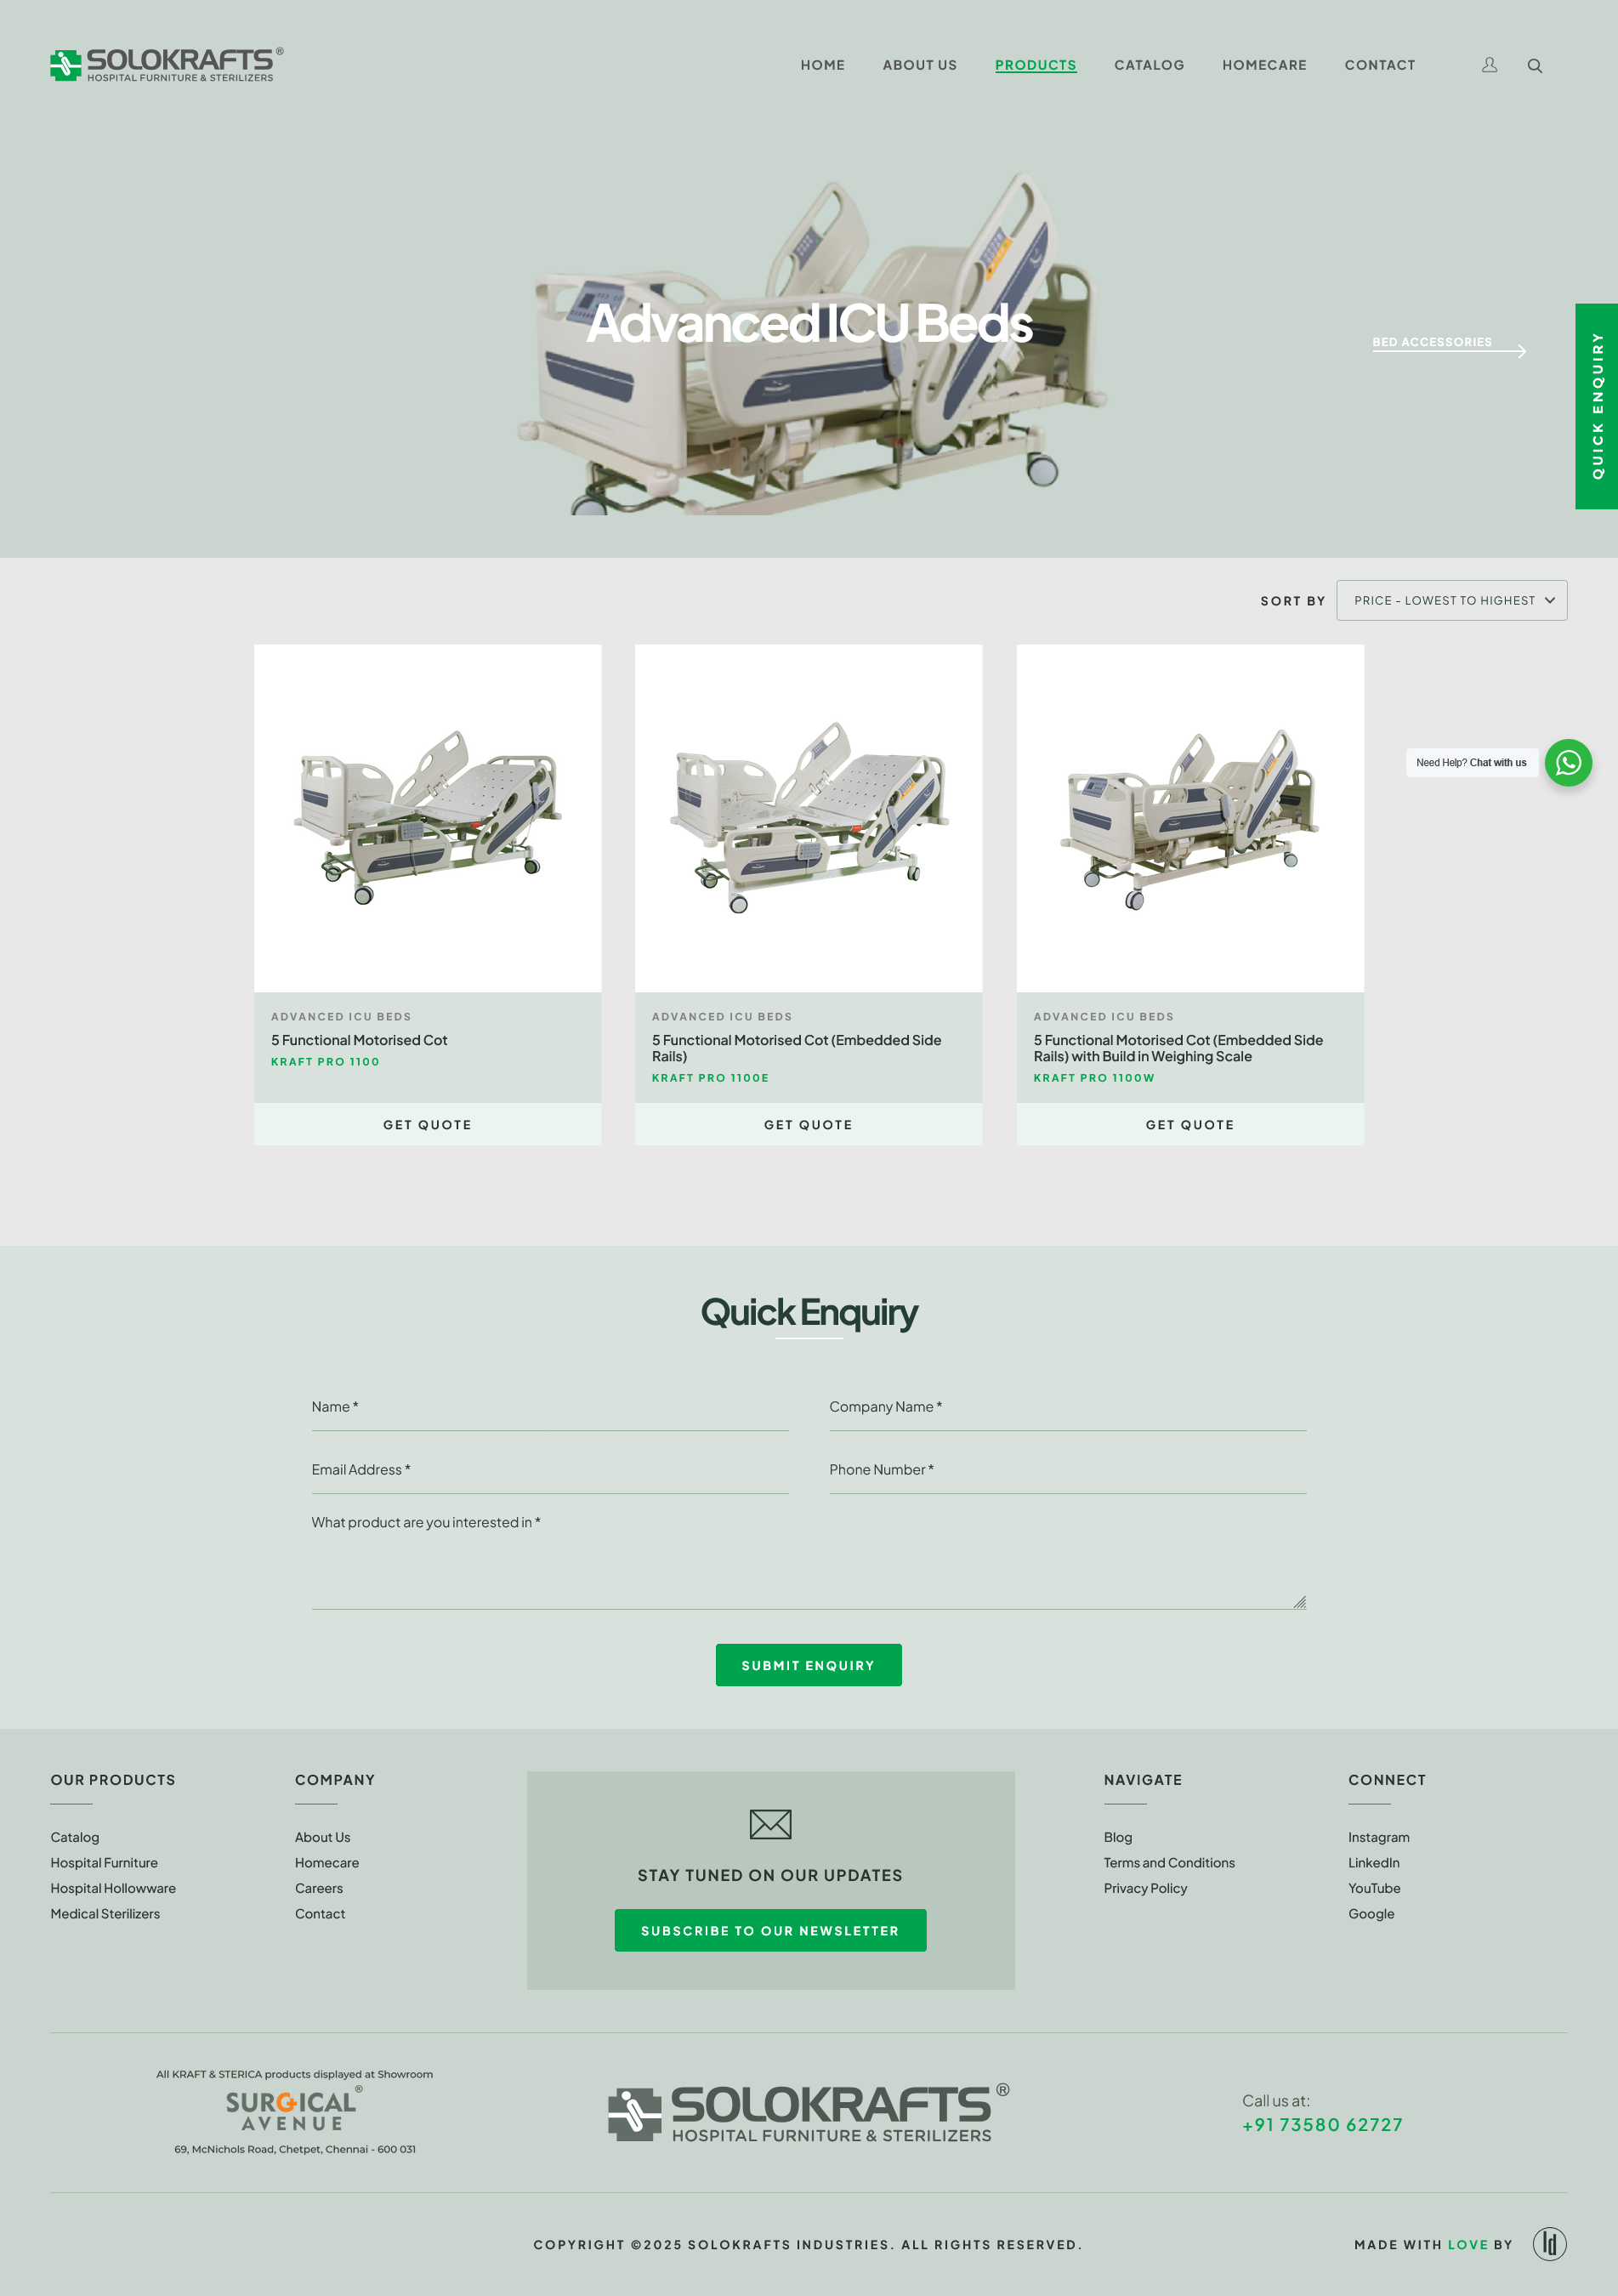 SOLOKRAFTS®
HOSPITAL FURNITURE & STERILIZERS
HOME
ABOUT US
PRODUCTS
CATALOG
HOMECARE
CONTACT
Advanced ICU Beds
BED ACCESSORIES
QUICK ENQUIRY
SORT BY
PRICE - LOWEST TO HIGHEST
Need Help? Chat with us
ADVANCED ICU BEDS
5 Functional Motorised Cot
KRAFT PRO 1100
GET QUOTE
ADVANCED ICU BEDS
5 Functional Motorised Cot (Embedded Side
Rails)
KRAFT PRO 1100E
GET QUOTE
ADVANCED ICU BEDS
5 Functional Motorised Cot (Embedded Side
Rails) with Build in Weighing Scale
KRAFT PRO 1100W
GET QUOTE
Quick Enquiry
Name *
Company Name *
Email Address *
Phone Number *
What product are you interested in *
SUBMIT ENQUIRY
OUR PRODUCTS
Catalog
Hospital Furniture
Hospital Hollowware
Medical Sterilizers
COMPANY
About Us
Homecare
Careers
Contact
STAY TUNED ON OUR UPDATES
SUBSCRIBE TO OUR NEWSLETTER
NAVIGATE
Blog
Terms and Conditions
Privacy Policy
CONNECT
Instagram
LinkedIn
YouTube
Google
All KRAFT & STERICA products displayed at Showroom
SURGICAL®
AVENUE
69, McNichols Road, Chetpet, Chennai - 600 031
SOLOKRAFTS®
HOSPITAL FURNITURE & STERILIZERS
Call us at:
+91 73580 62727
COPYRIGHT ©2025 SOLOKRAFTS INDUSTRIES. ALL RIGHTS RESERVED.
MADE WITH LOVE BY
ld